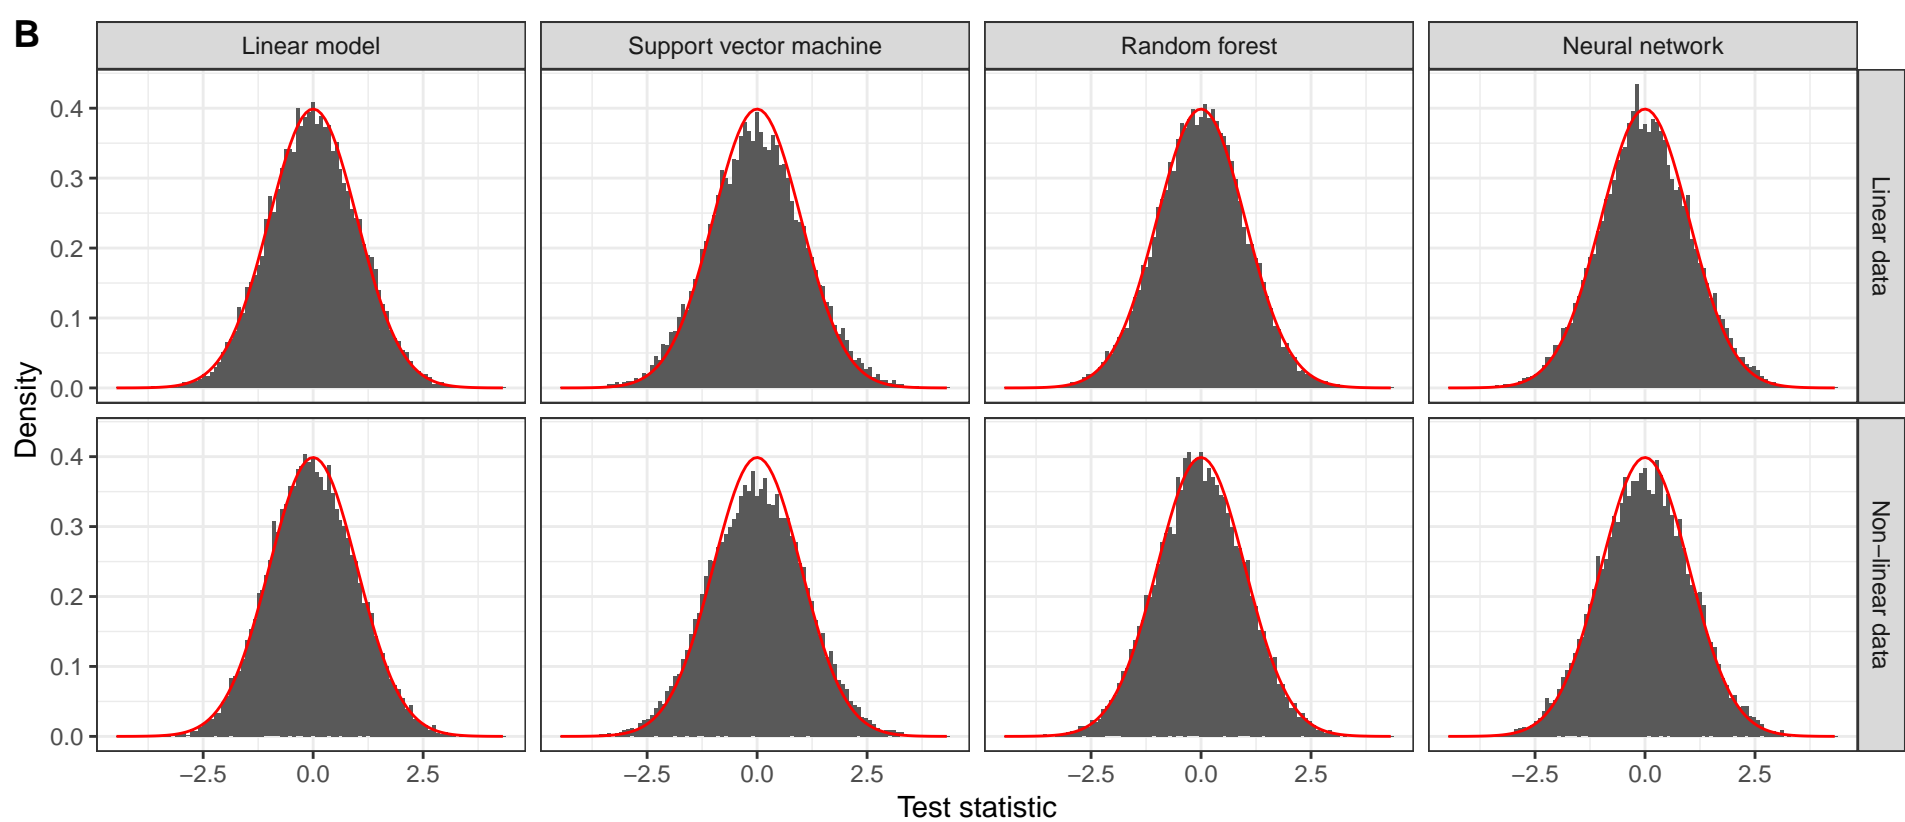 B
Linear model
Support vector machine
Random forest
Neural network
Density
0.4
0.3
0.2
0.1
0.0
Linear data
0.4
0.3
0.2
0.1
0.0
Non−linear data
−2.5 0.0 2.5
−2.5 0.0 2.5
−2.5 0.0 2.5
−2.5 0.0 2.5
Test statistic